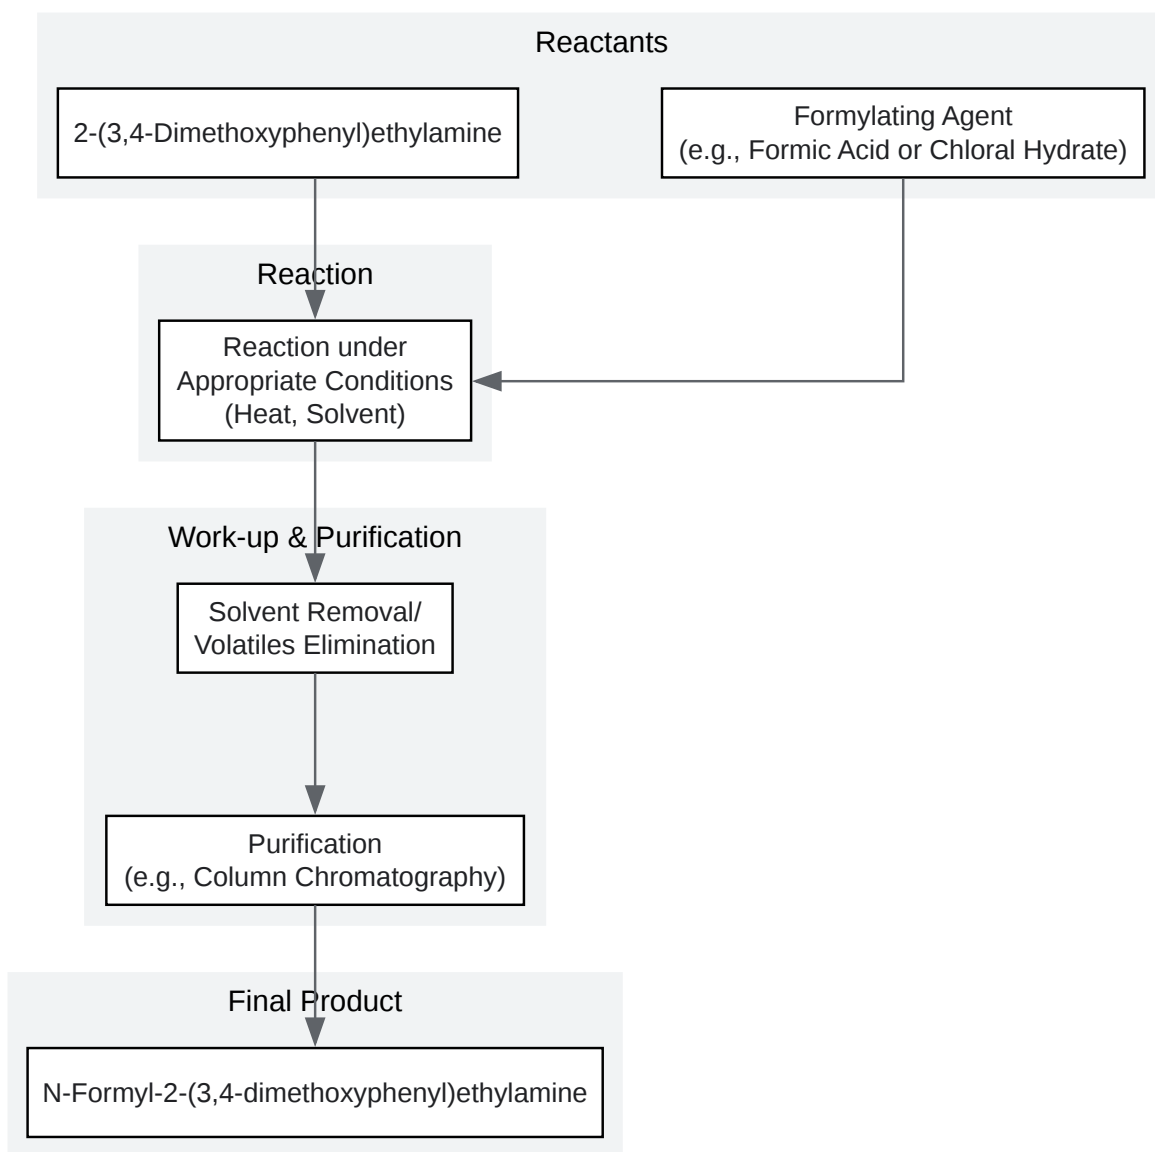 Reactants
2-(3,4-Dimethoxyphenyl)ethylamine
Formylating Agent
(e.g., Formic Acid or Chloral Hydrate)
Reaction
Reaction under
Appropriate Conditions
(Heat, Solvent)
Work-up & Purification
Solvent Removal/
Volatiles Elimination
Purification
(e.g., Column Chromatography)
Final Product
N-Formyl-2-(3,4-dimethoxyphenyl)ethylamine